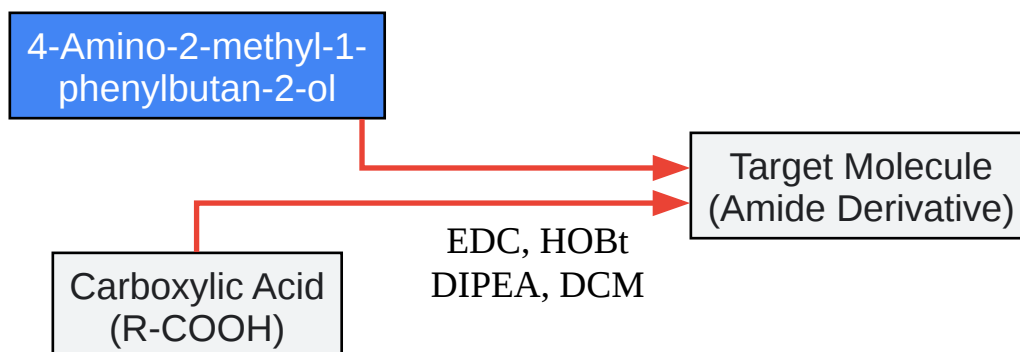 4-Amino-2-methyl-1-
phenylbutan-2-ol
Target Molecule
(Amide Derivative)
EDC, HOBt
DIPEA, DCM
Carboxylic Acid
(R-COOH)